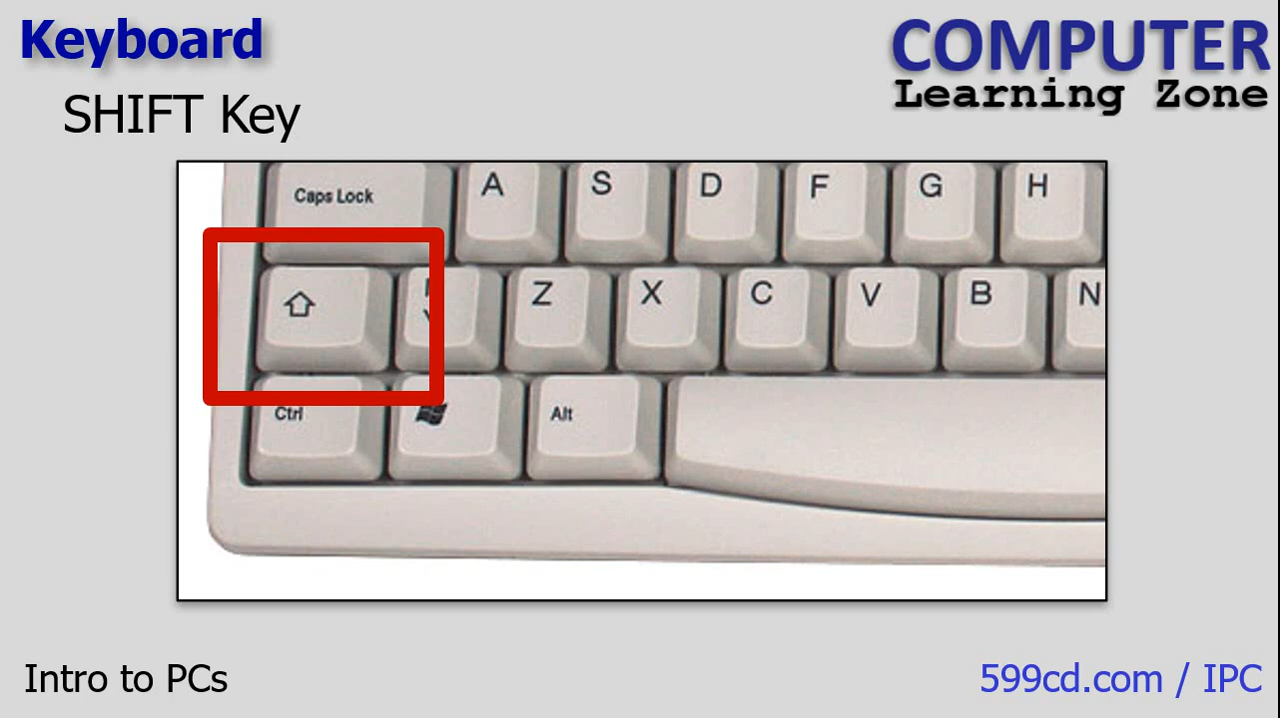 Keyboard
COMPUTER
Learning Zone
SHIFT Key
Caps Lock
A S D F G H
Z X C V B N
Ctrl
Alt
Intro to PCs
599cd.com / IPC